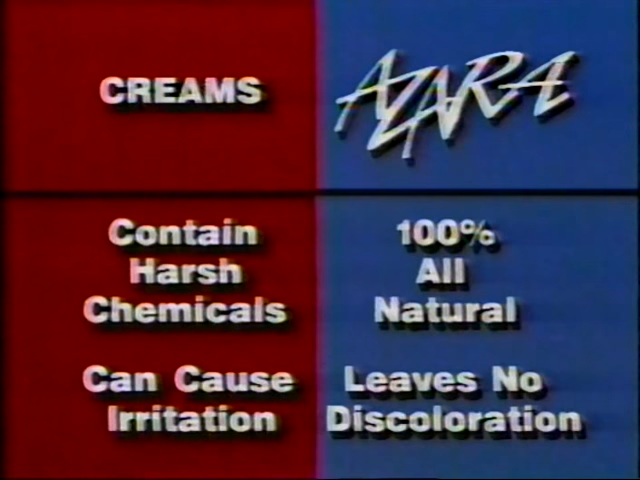 CREAMS
AZARA
Contain
Harsh
Chemicals
Can Cause
Irritation
100%
All
Natural
Leaves No
Discoloration